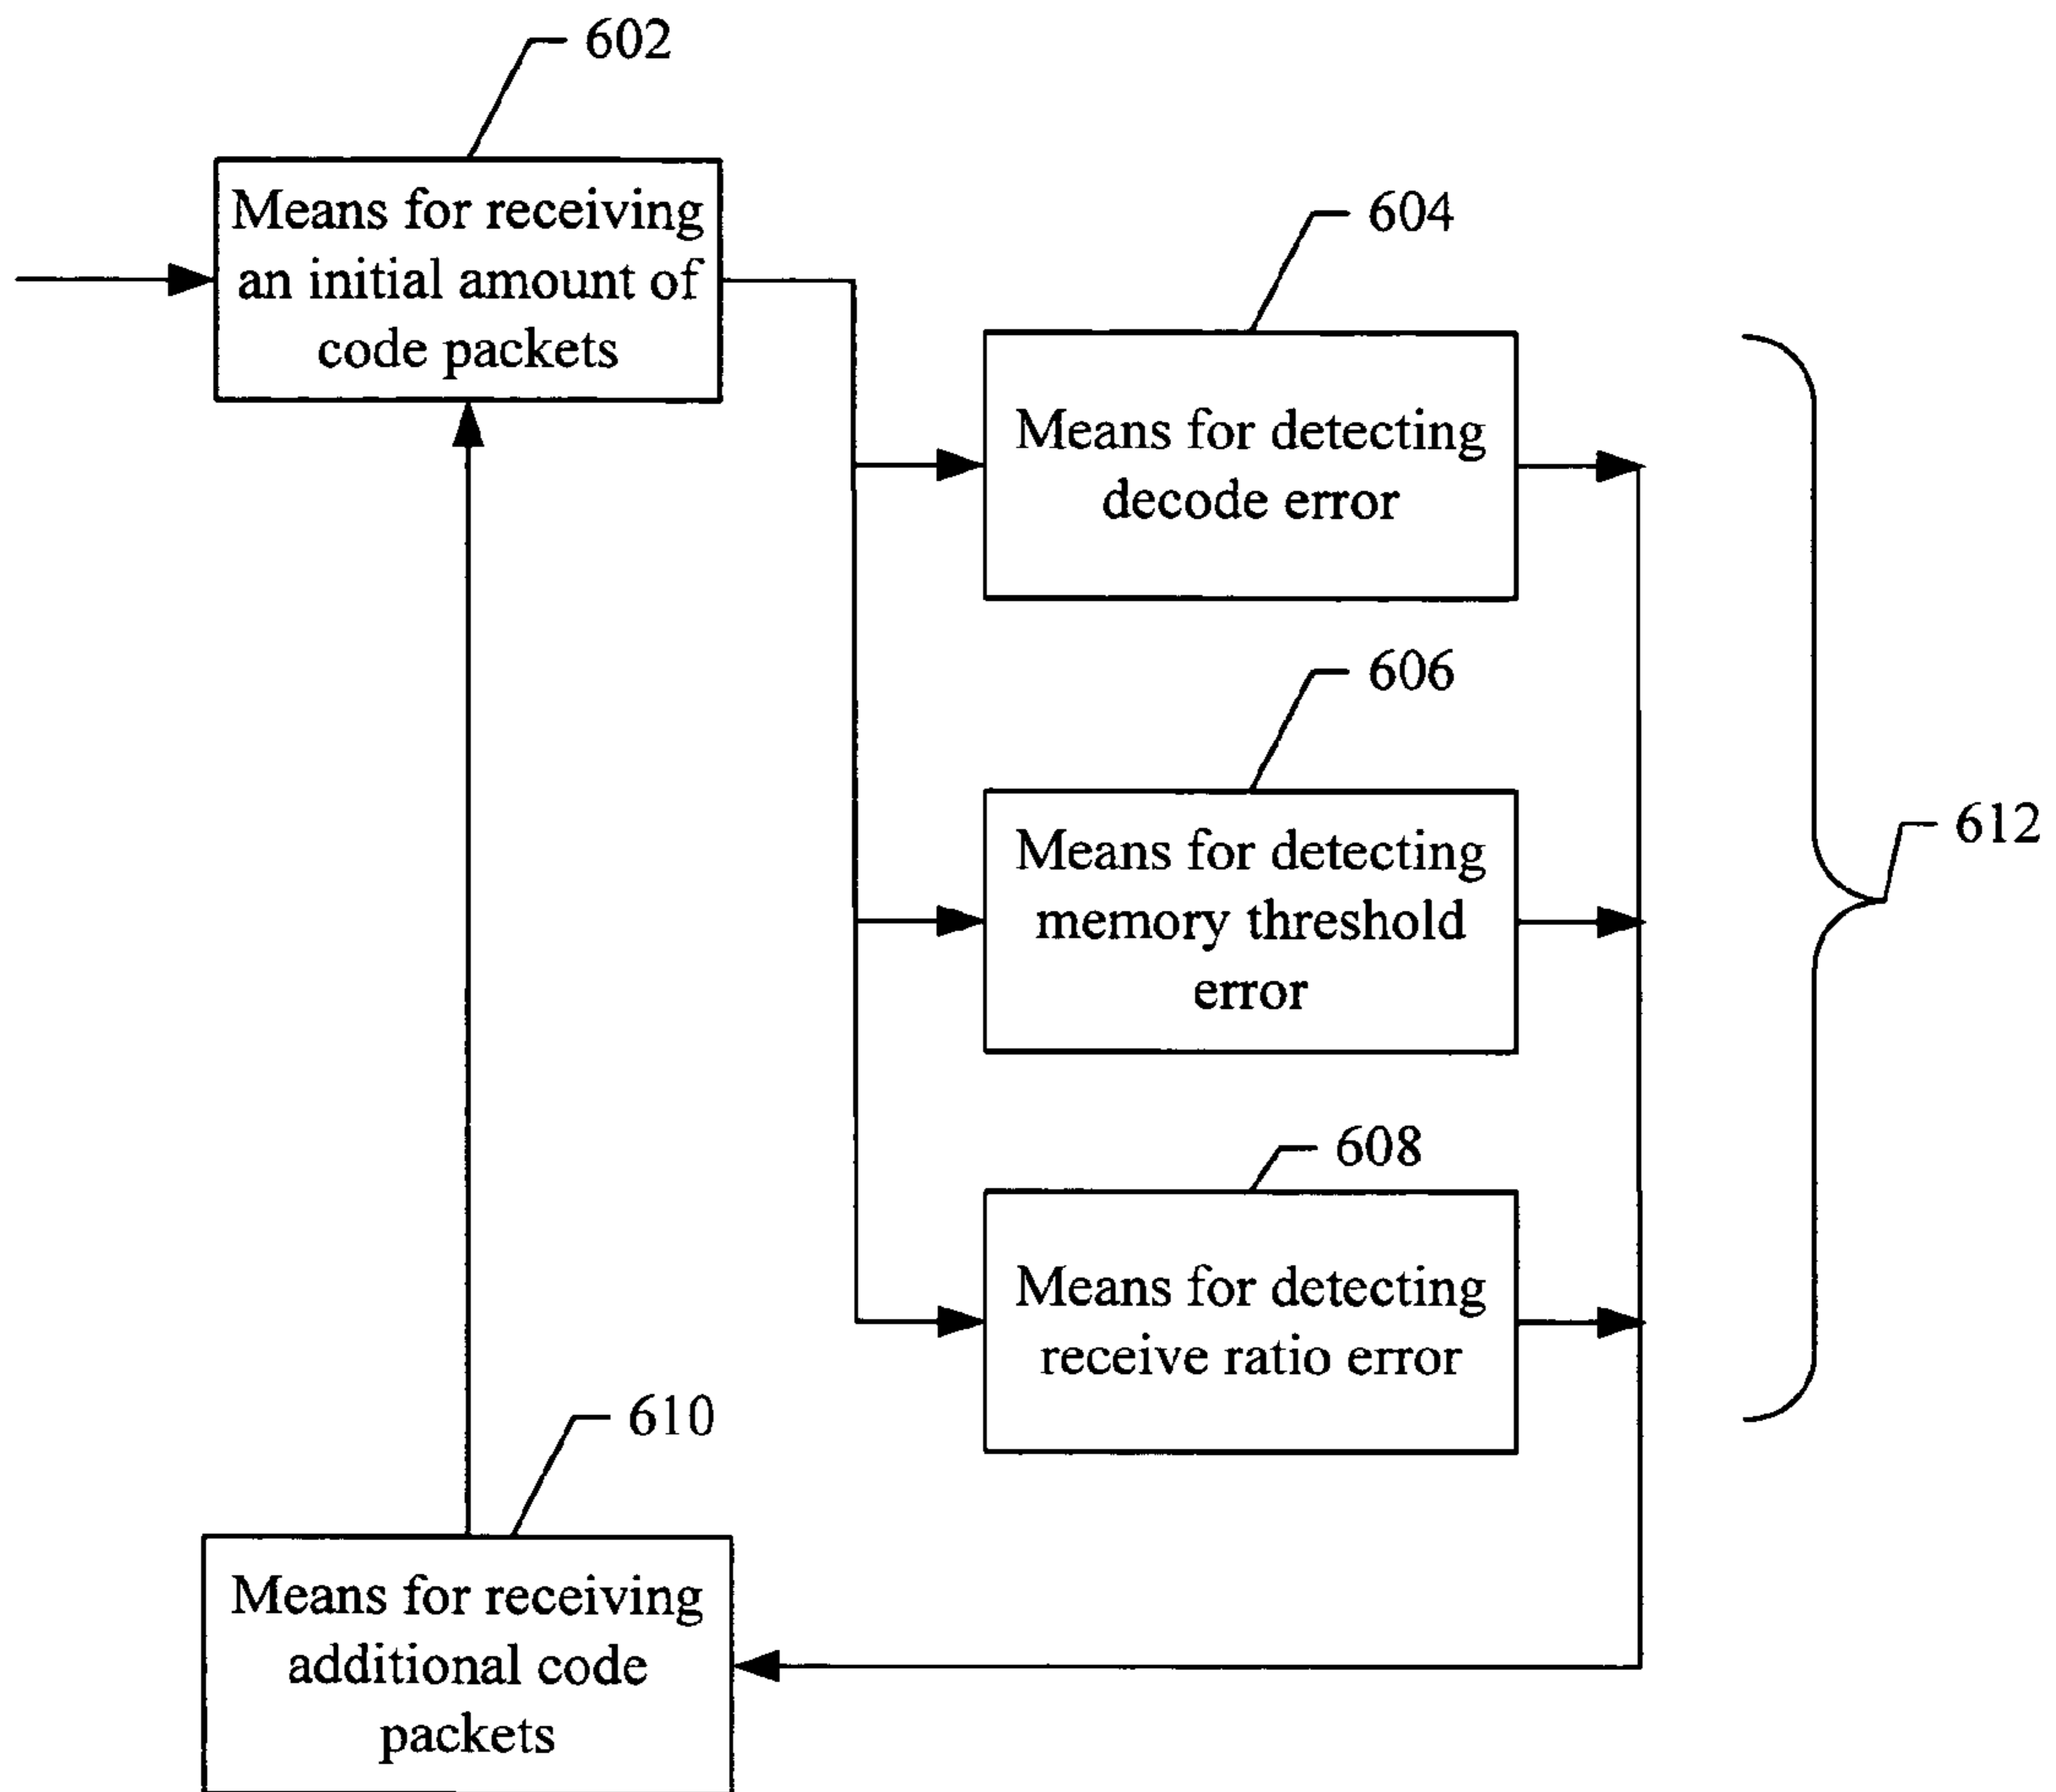 602
Means for receiving
an initial amount of
code packets
604
Means for detecting
decode error
606
Means for detecting
memory threshold
error
612
608
Means for detecting
receive ratio error
610
Means for receiving
additional code
packets